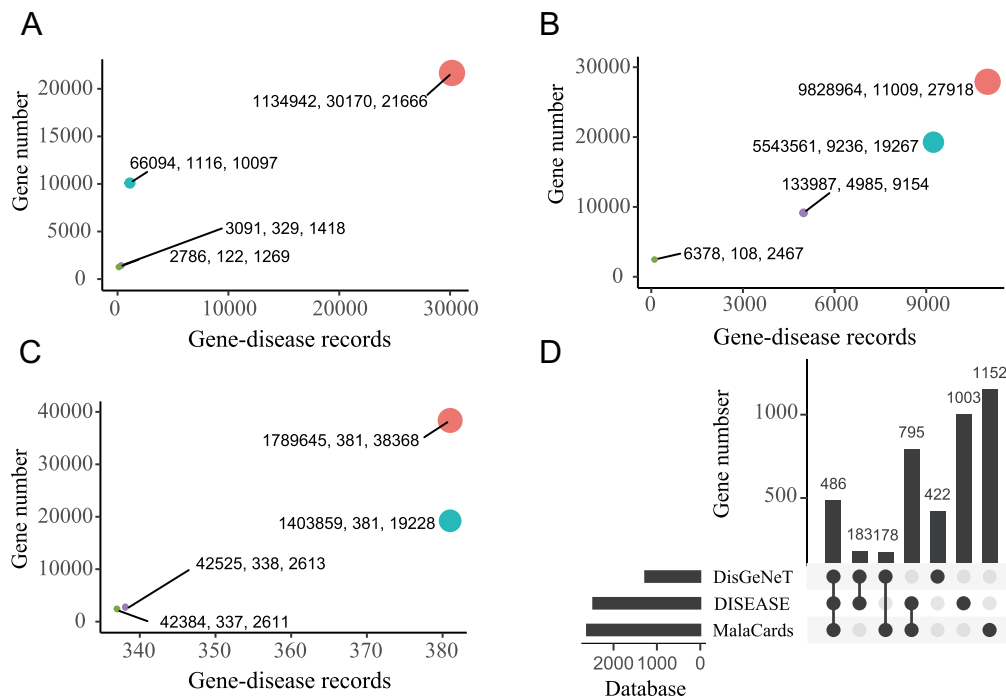 A
Gene number
20000
15000
10000
5000
0
1134942, 30170, 21666
66094, 1116, 10097
3091, 329, 1418
2786, 122, 1269
0 10000 20000 30000
Gene-disease records
B
Gene number
30000
20000
10000
0
9828964, 11009, 27918
5543561, 9236, 19267
133987, 4985, 9154
6378, 108, 2467
0 3000 6000 9000
Gene-disease records
C
Gene number
40000
30000
20000
10000
0
1789645, 381, 38368
1403859, 381, 19228
42525, 338, 2613
42384, 337, 2611
340 350 360 370 380
Gene-disease records
D
Gene numbser
1000
500
486 183 178 795 422 1003 1152
DisGeNeT
DISEASE
MalaCards
2000 1000 0
Database